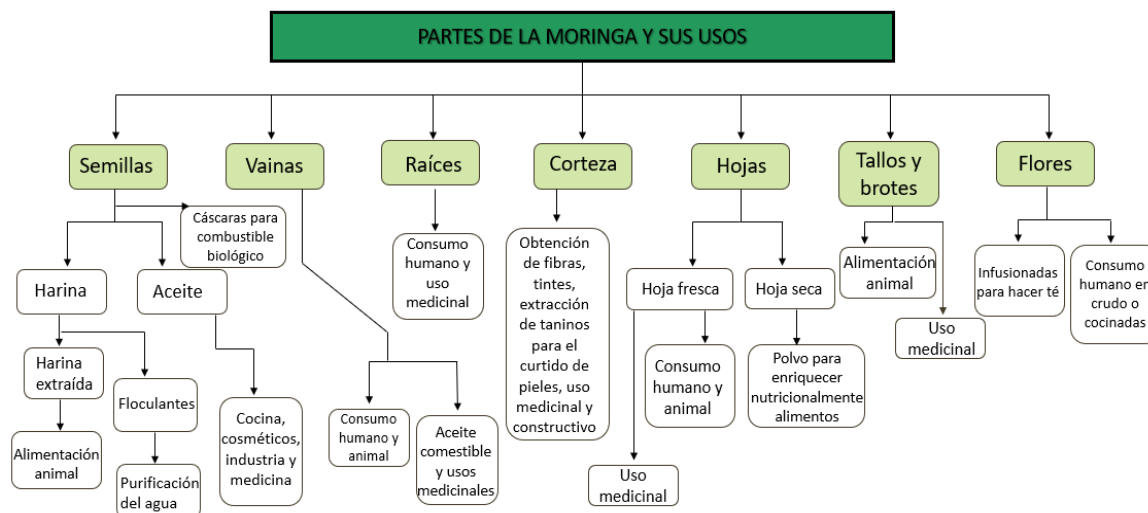 PARTES DE LA MORINGA Y SUS USOS
Semillas
Vainas
Raíces
Corteza
Hojas
Tallos y
brotes
Flores
Cáscaras para
combustible
biológico
Harina
Aceite
Harina
extraída
Floculantes
Alimentación
animal
Purificación
del agua
Cocina,
cosméticos,
industria y
medicina
Consumo
humano y
animal
Aceite
comestible
y usos
medicinales
Consumo
humano y
uso
medicinal
Obtención
de fibras,
tintes,
extracción
de taninos
para el
curtido de
pieles, uso
medicinal y
constructivo
Hoja fresca
Hoja seca
Uso
medicinal
Consumo
humano y
animal
Polvo para
enriquecer
nutricionalmente
alimentos
Alimentación
animal
Uso
medicinal
Infusionadas
para hacer té
Consumo
humano en
crudo o
cocinadas